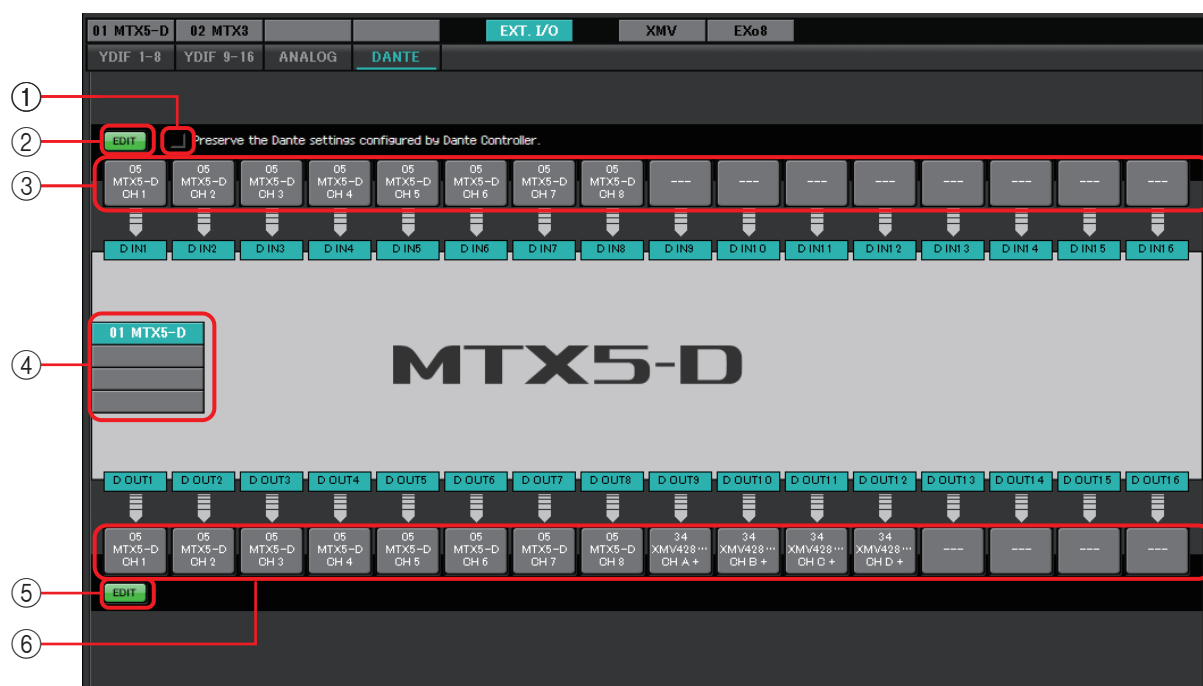 01 MTX5-D 02 MTX3 EXT. I/O XMV EXo8
YDIF 1-8 YDIF 9-16 ANALOG DANTE
①
② EDIT Preserve the Dante settings configured by Dante Controller.
③
05 05 05 05 05 05 05 05
MTX5-D MTX5-D MTX5-D MTX5-D MTX5-D MTX5-D MTX5-D MTX5-D --- --- --- --- --- --- --- ---
CH 1 CH 2 CH 3 CH 4 CH 5 CH 6 CH 7 CH 8
D IN1 D IN2 D IN3 D IN4 D IN5 D IN6 D IN7 D IN8 D IN9 D IN10 D IN11 D IN12 D IN13 D IN14 D IN15 D IN16
01 MTX5-D
④ MTX5-D
D OUT1 D OUT2 D OUT3 D OUT4 D OUT5 D OUT6 D OUT7 D OUT8 D OUT9 D OUT10 D OUT11 D OUT12 D OUT13 D OUT14 D OUT15 D OUT16
05 05 05 05 05 05 05 05 34 34 34 34
MTX5-D MTX5-D MTX5-D MTX5-D MTX5-D MTX5-D MTX5-D MTX5-D XMV428… XMV428… XMV428… XMV428… --- --- --- ---
CH 1 CH 2 CH 3 CH 4 CH 5 CH 6 CH 7 CH 8 CH A + CH B + CH C + CH D +
⑤ EDIT
⑥